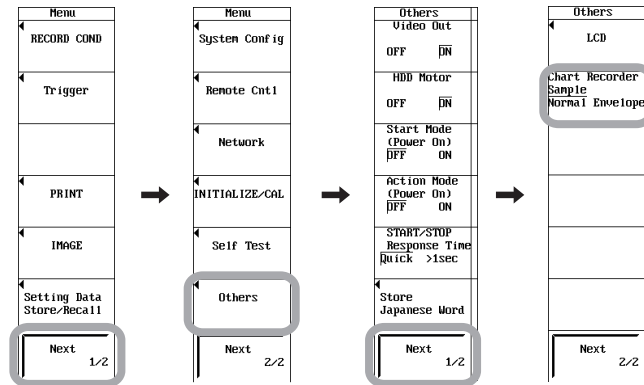 Menu
RECORD COND
Trigger
PRINT
IMAGE
Setting Data
Store/Recall
Next
1/2
Menu
System Config
Remote Cntl
Network
INITIALIZE/CAL
Self Test
Others
Next
2/2
Others
Video Out
OFF ON
HDD Motor
OFF ON
Start Mode
(Power On)
OFF ON
Action Mode
(Power On)
OFF ON
START/STOP
Response Time
Quick >1sec
Store
Japanese Word
Next
1/2
Others
LCD
Chart Recorder
Sample
Normal Envelope
Next
2/2